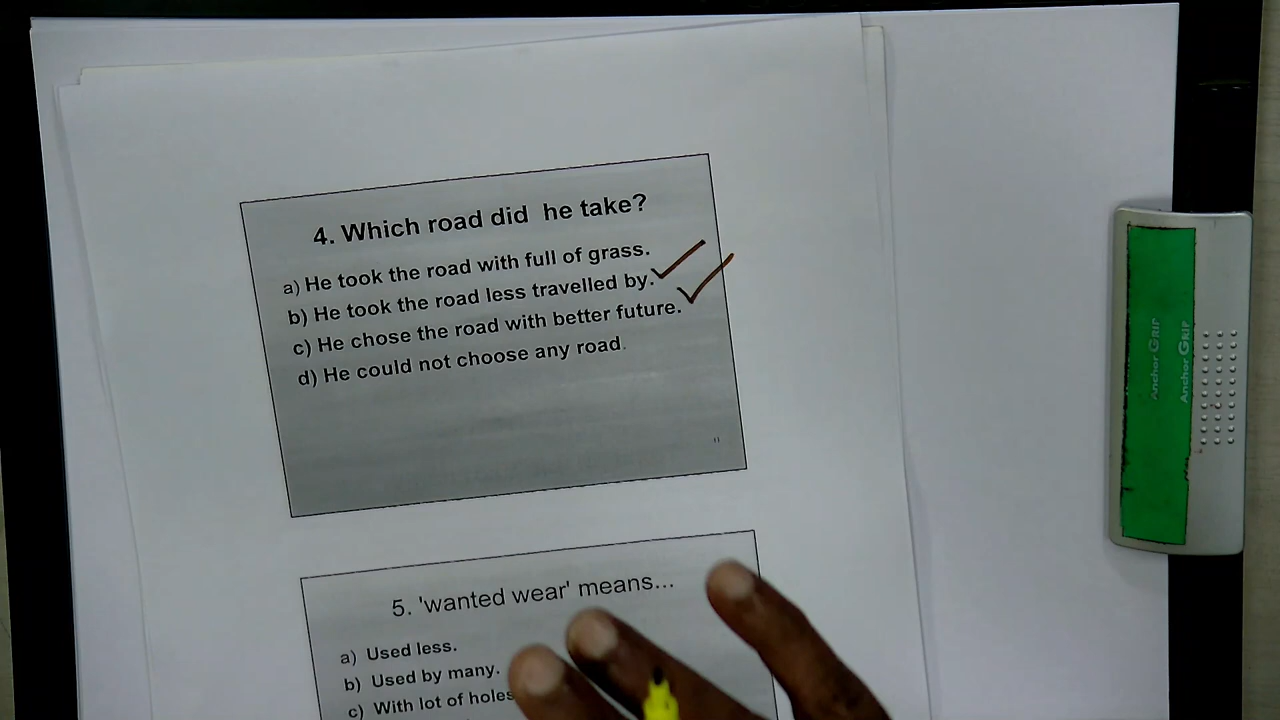 4. Which road did he take?
a) He took the road with full of grass.
b) He took the road less travelled by.
c) He chose the road with better future.
d) He could not choose any road.
11
5. 'wanted wear' means...
a) Used less.
b) Used by many.
c) With lot of holes
Anchor GRIP
Anchor GRIP